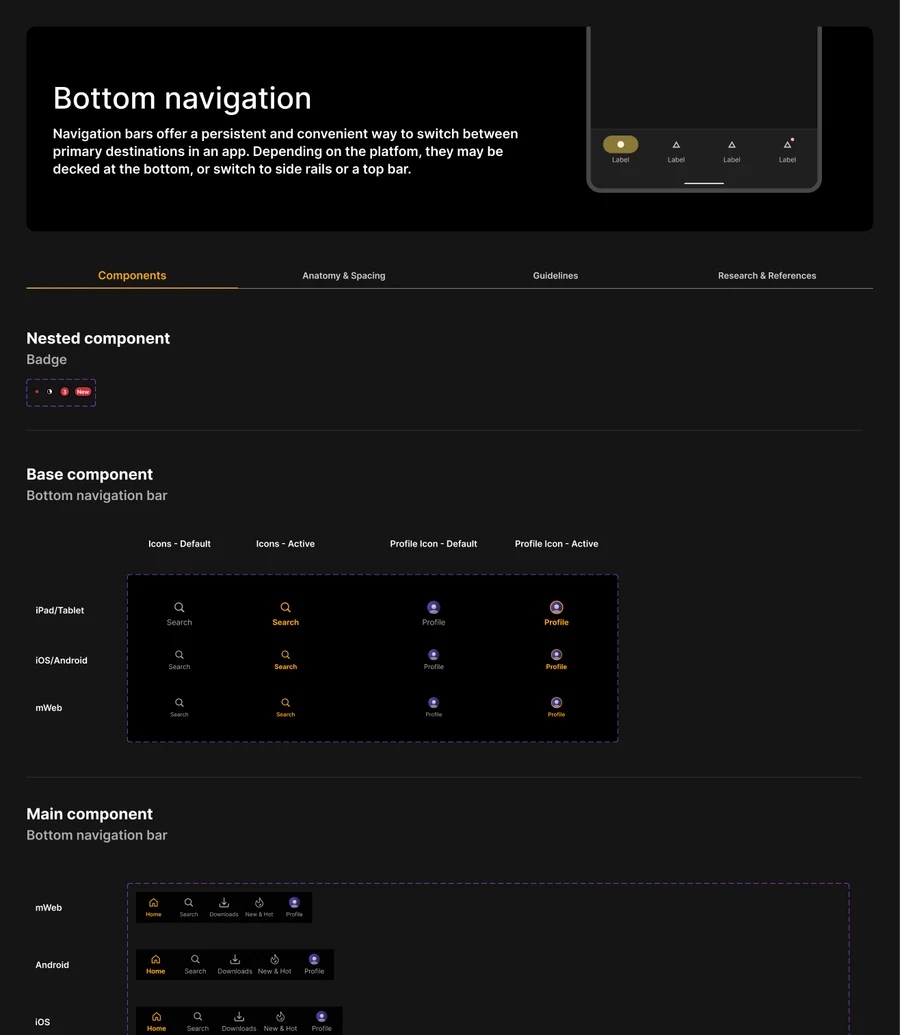 Bottom navigation
Navigation bars offer a persistent and convenient way to switch between
primary destinations in an app. Depending on the platfom, they may be
decked at the bottom, or switch to side rails or a top bar.
Label Label Label Label
Components Anatomy & Spacing Guidelines Research & References
Nested component
Badge
3 New
Base component
Bottom navigation bar
Icons - Default Icons - Active Profile Icon - Default Profile Icon - Active
iPad/Tablet Search Search Profile Profile
iOS/Android Search Search Profile Profile
mWeb Search Search Profile Profile
Main component
Bottom navigation bar
mWeb Home Search Downloads New & Hot Profile
Android Home Search Downloads New & Hot Profile
iOS Home Search Downloads New & Hot Profile